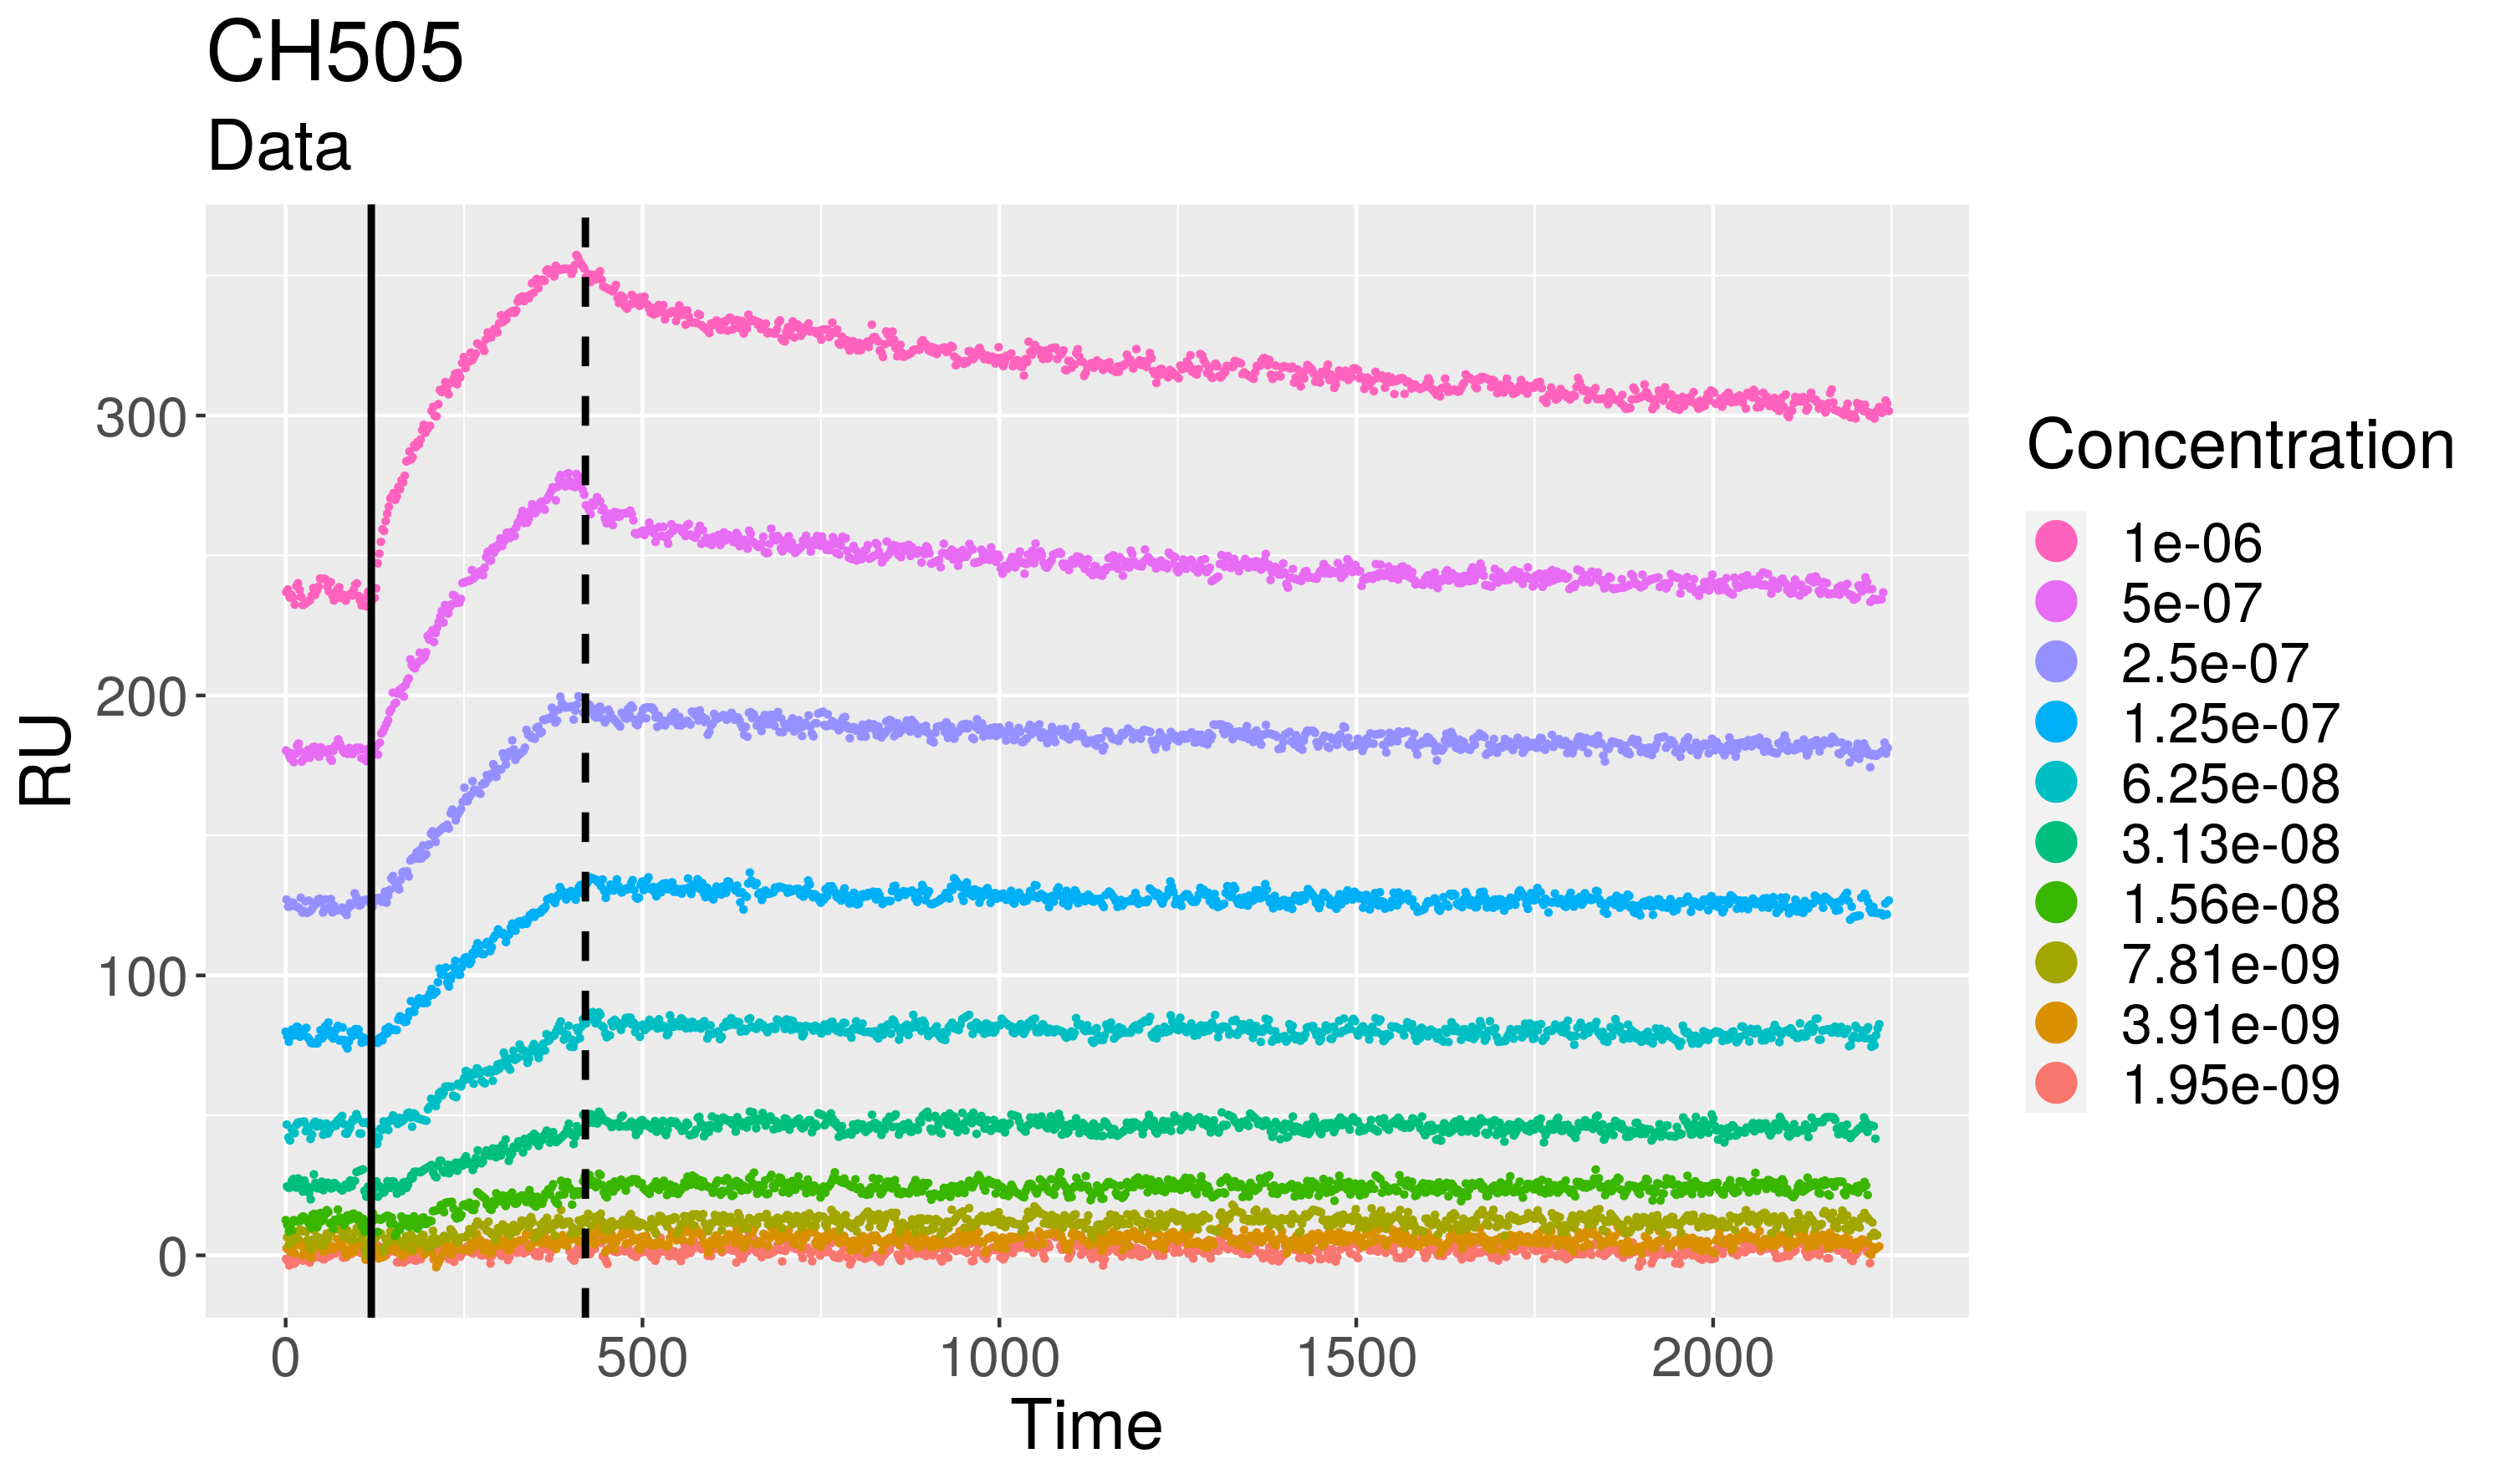 CH505
Data
RU
300
200
100
0
0 500 1000 1500 2000
Time
Concentration
1e-06
5e-07
2.5e-07
1.25e-07
6.25e-08
3.13e-08
1.56e-08
7.81e-09
3.91e-09
1.95e-09